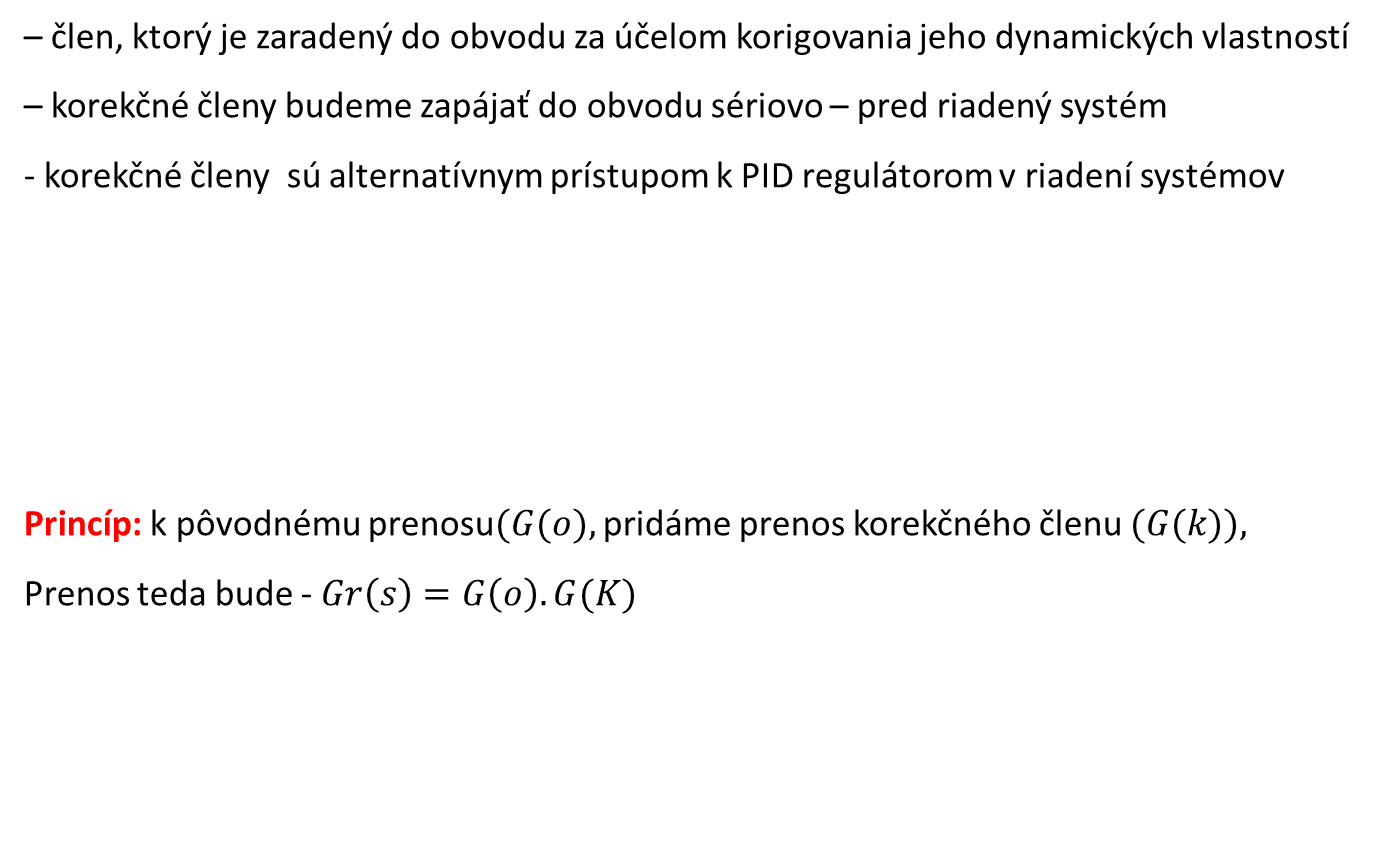 – člen, ktorý je zaradený do obvodu za účelom korigovania jeho dynamických vlastností
– korekčné členy budeme zapájať do obvodu sériovo – pred riadený systém
- korekčné členy  sú alternatívnym prístupom k PID regulátorom v riadení systémov
Princíp: k pôvodnému prenosu(G(o), pridáme prenos korekčného členu (G(k)),
Prenos teda bude - Gr(s) = G(o). G(K)